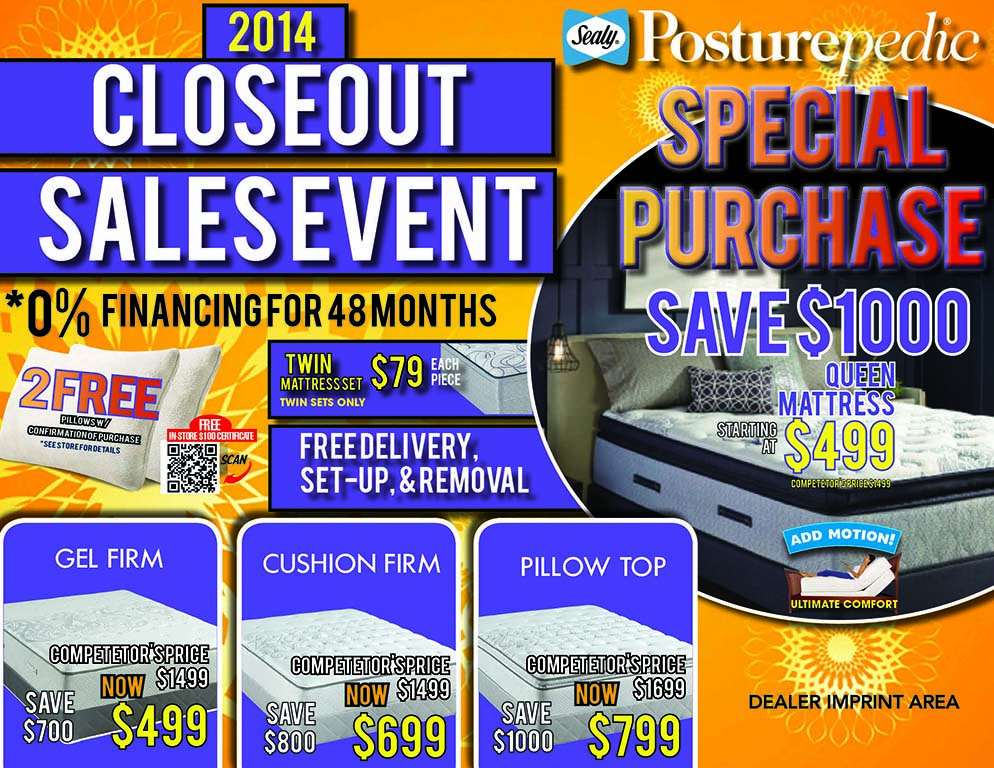 2014
CLOSEOUT
SALES EVENT
*0% FINANCING FOR 48 MONTHS
2 FREE
PILLOWS W/
CONFIRMATION OF PURCHASE
*SEE STORE FOR DETAILS
FREE
IN-STORE $100 CERTIFICATE
SCAN
TWIN
MATTRESS SET
$79 EACH
PIECE
TWIN SETS ONLY
FREE DELIVERY,
SET-UP, & REMOVAL
Sealy® Posturepedic®
SPECIAL
PURCHASE
SAVE $1000
QUEEN
MATTRESS
STARTING
AT $499
COMPETETOR'S PRICE $1499
ADD MOTION!
ULTIMATE COMFORT
GEL FIRM
COMPETETOR'S PRICE
NOW $1499
SAVE
$700 $499
CUSHION FIRM
COMPETETOR'S PRICE
NOW $1499
SAVE
$800 $699
PILLOW TOP
COMPETETOR'S PRICE
NOW $1699
SAVE
$1000 $799
DEALER IMPRINT AREA